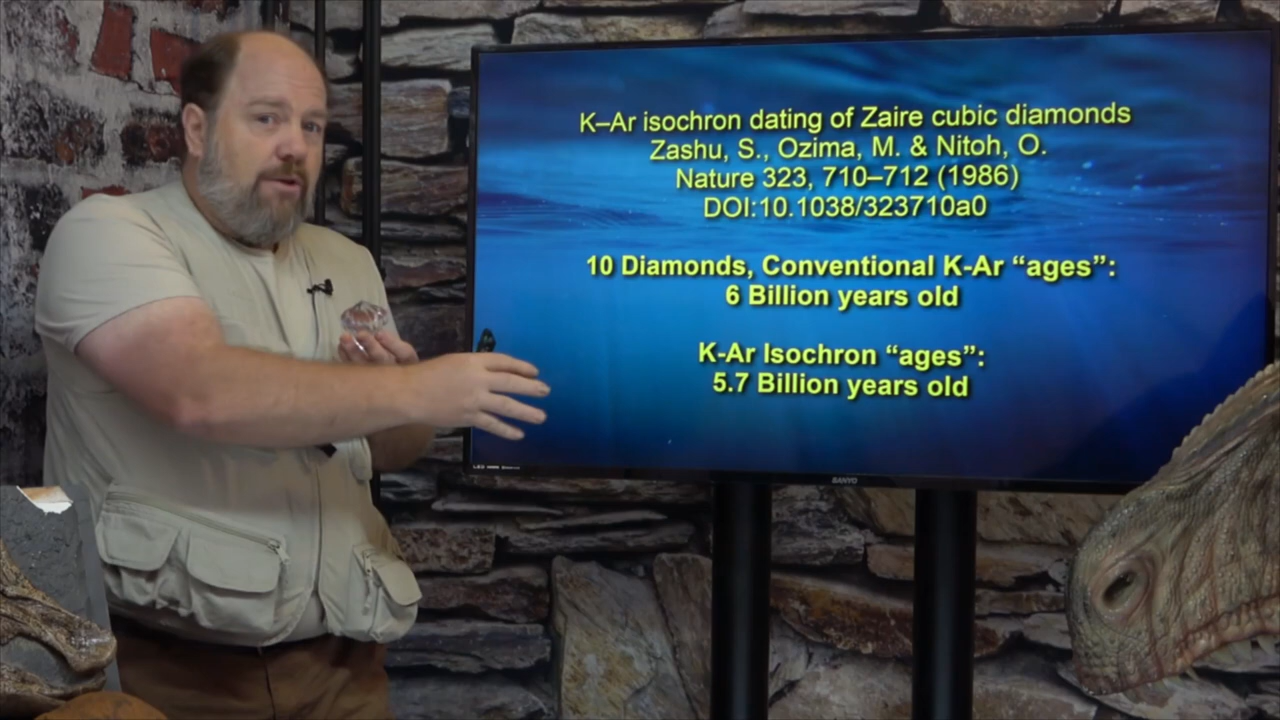 K–Ar isochron dating of Zaire cubic diamonds
Zashu, S., Ozima, M. & Nitoh, O.
Nature 323, 710–712 (1986)
DOI:10.1038/323710a0
10 Diamonds, Conventional K-Ar “ages”:
6 Billion years old
K-Ar Isochron “ages”:
5.7 Billion years old
SANYO